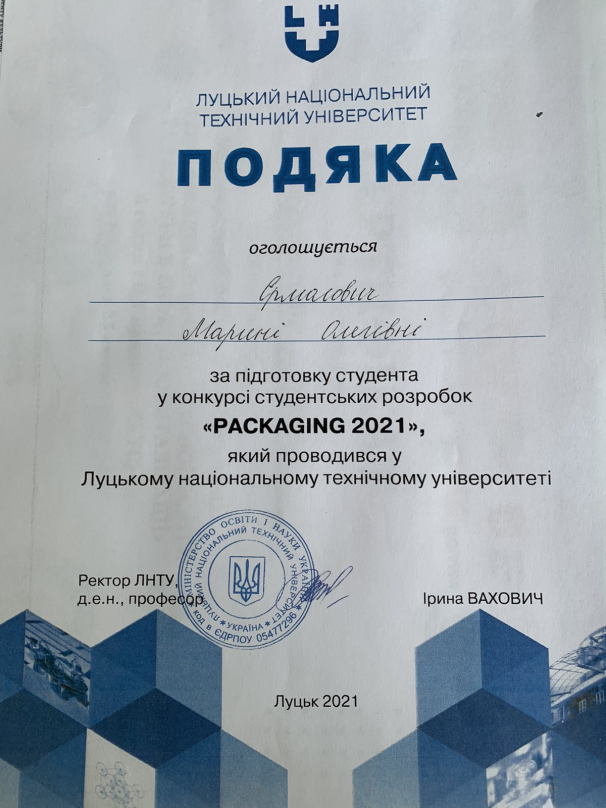 ЛУЦЬКИЙ НАЦІОНАЛЬНИЙ
ТЕХНІЧНИЙ УНІВЕРСИТЕТ
ПОДЯКА
оголошується
Єрмалович
Марині Олегівні
за підготовку студента
у конкурсі студентських розробок
«PACKAGING 2021»,
який проводився у
Луцькому національному технічному університеті
МІНІСТЕРСТВО ОСВІТИ І НАУКИ УКРАЇНИ
ЛУЦЬКИЙ НАЦІОНАЛЬНИЙ ТЕХНІЧНИЙ УНІВЕРСИТЕТ
* УКРАЇНА *
код в ЄДРПОУ 05477296
Ректор ЛНТУ,
д.е.н., професор
Ірина ВАХОВИЧ
Луцьк 2021